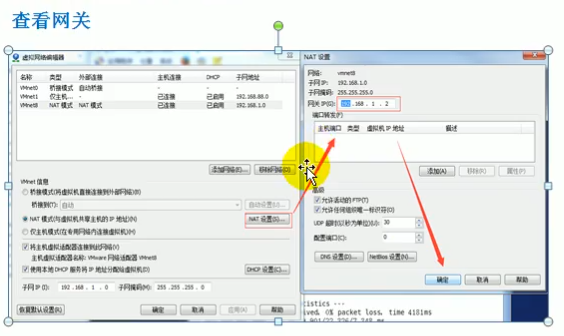 查看网关
虚拟网络编辑器
名称 类型 外部连接 主机连接 DHCP 子网地址
VMnet0 桥接模式 自动桥接 - - -
VMnet1 仅主机... - 已连接 已启用 192.168.88.0
VMnet8 NAT 模式 NAT 模式 已连接 已启用 192.168.1.0
添加网络(E)... 移除网络(O)
VMnet 信息
桥接模式(将虚拟机直接连接到外部网络)(B)
桥接到(T): 自动 自动设置(U)...
NAT 模式(与虚拟机共享主机的 IP 地址)(N) NAT 设置(S)...
仅主机模式(在专用网络内连接虚拟机)(H)
将主机虚拟适配器连接到此网络(V)
主机虚拟适配器名称: VMware 网络适配器 VMnet8
使用本地 DHCP 服务将 IP 地址分配给虚拟机(D) DHCP 设置(P)...
子网 IP(I): 192 . 168 . 1 . 0 子网掩码(M): 255 . 255 . 255 . 0
恢复默认设置(R) 确定 取消 应用(A) 帮助
NAT 设置
网络: vmnet8
子网 IP: 192.168.1.0
子网掩码: 255.255.255.0
网关 IP(G): 192 . 168 . 1 . 2
端口转发(F)
主机端口 类型 虚拟机 IP 地址 描述
添加(A)... 移除(R) 属性(P)
高级
允许活动的 FTP(T)
允许任何组织唯一标识符(O)
UDP 超时(以秒为单位)(U): 30
配置端口(C): 0
DNS 设置(D)... NetBios 设置(N)...
确定 取消 帮助
tistics ---
ived, 0% packet loss, time 4101ms